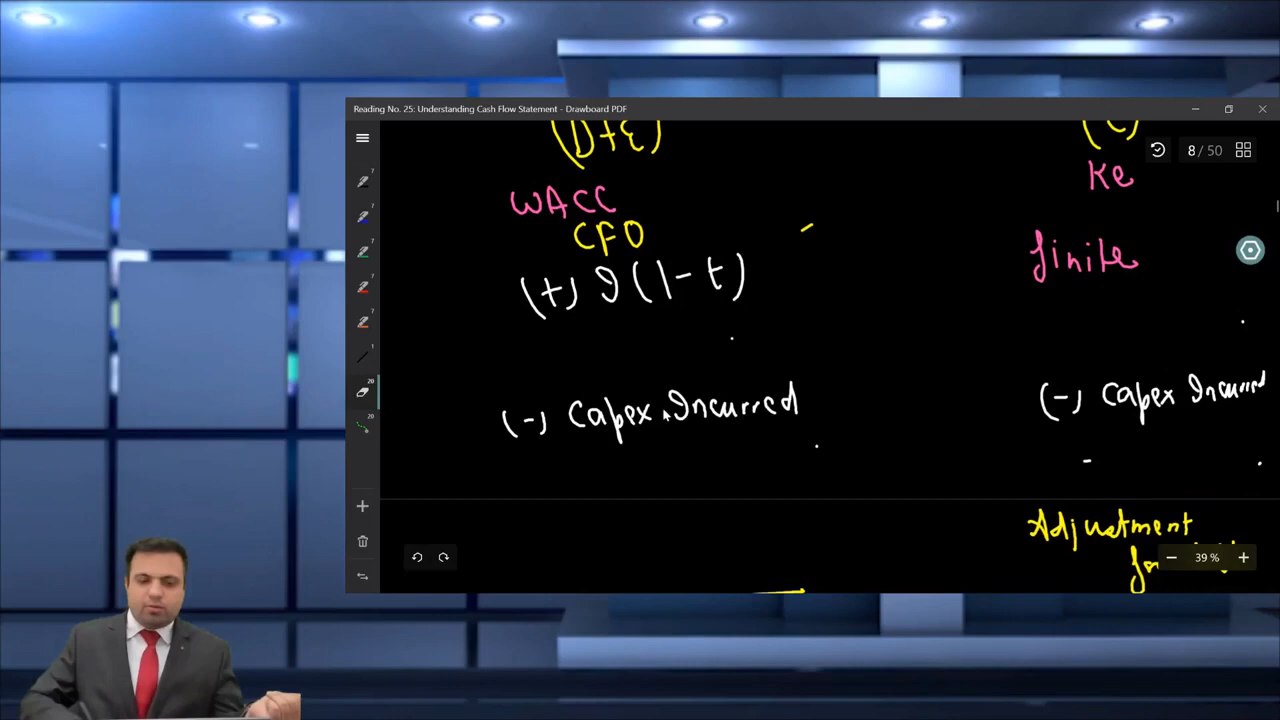 Reading No. 25: Understanding Cash Flow Statement - Drawboard PDF
8 / 50
(D+E)
WACC
CFO
(+) I (1-t)
(-) Capex Incurred
Ke
finite
(-) Capex Incurred
Adjustment
39 %